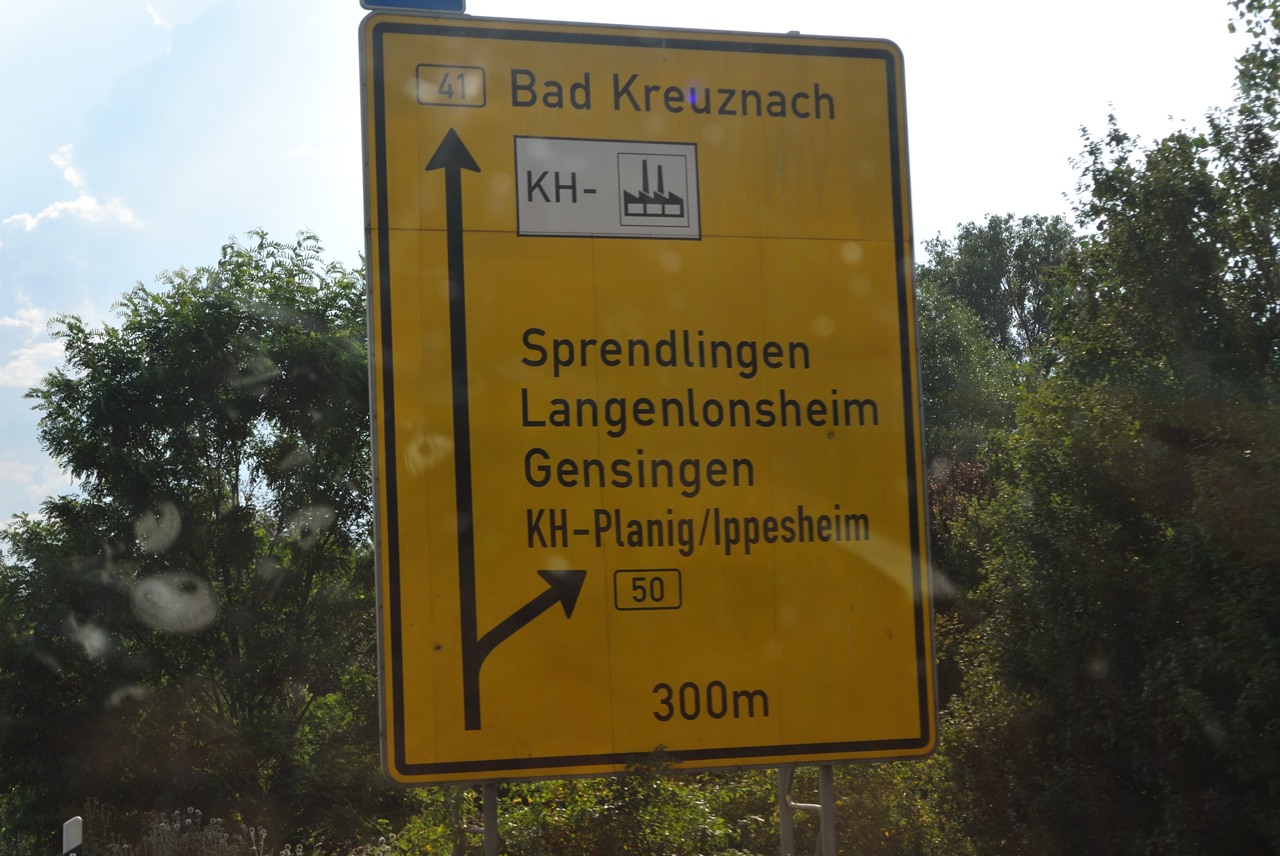 41 Bad Kreuznach
KH-
Sprendlingen
Langenlonsheim
Gensingen
KH-Planig/Ippesheim
50
300m